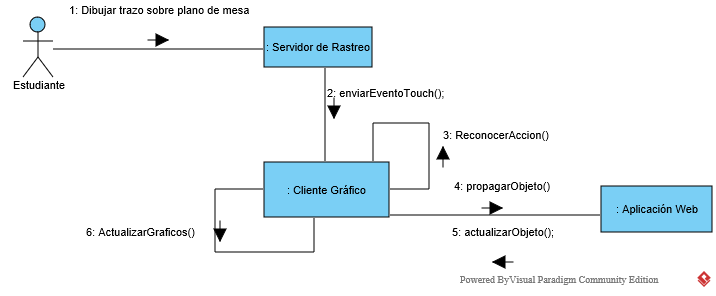 1: Dibujar trazo sobre plano de mesa
: Servidor de Rastreo
Estudiante
2: enviarEventoTouch();
3: ReconocerAccion()
4: propagarObjeto()
: Cliente Gráfico
: Aplicación Web
6: ActualizarGraficos()
5: actualizarObjeto();
Powered ByVisual Paradigm Community Edition